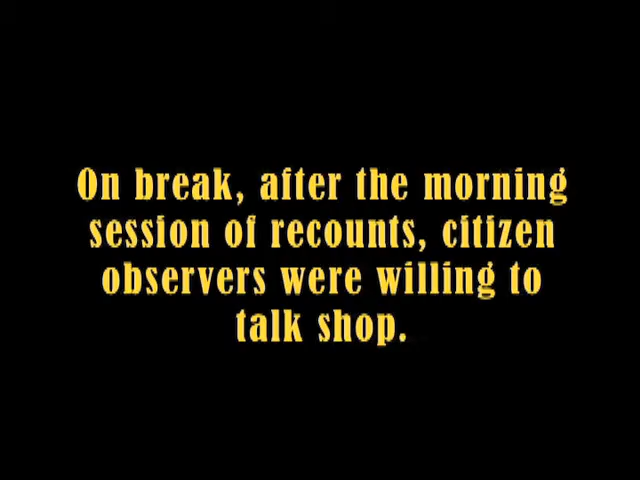 On break, after the morning
session of recounts, citizen
observers were willing to
talk shop.